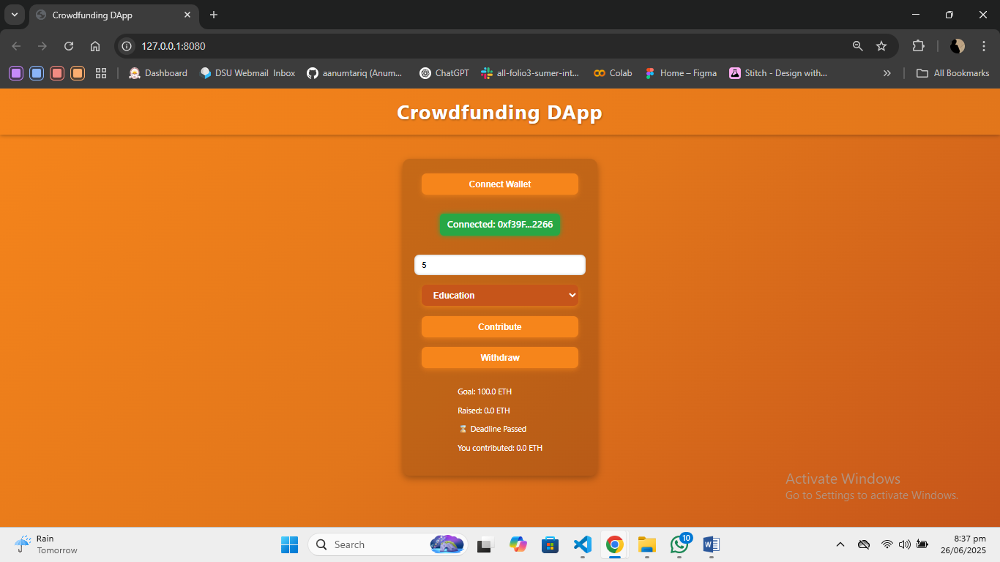 Crowdfunding DApp
127.0.0.1:8080
Dashboard
DSU Webmail Inbox
aanumtariq (Anum...
ChatGPT
all-folio3-sumer-int...
Colab
Home – Figma
Stitch - Design with...
All Bookmarks
Crowdfunding DApp
Connect Wallet
Connected: 0xf39F...2266
5
Education
Contribute
Withdraw
Goal: 100.0 ETH
Raised: 0.0 ETH
⌛ Deadline Passed
You contributed: 0.0 ETH
Activate Windows
Go to Settings to activate Windows.
Rain
Tomorrow
Search
10
8:37 pm
26/06/2025